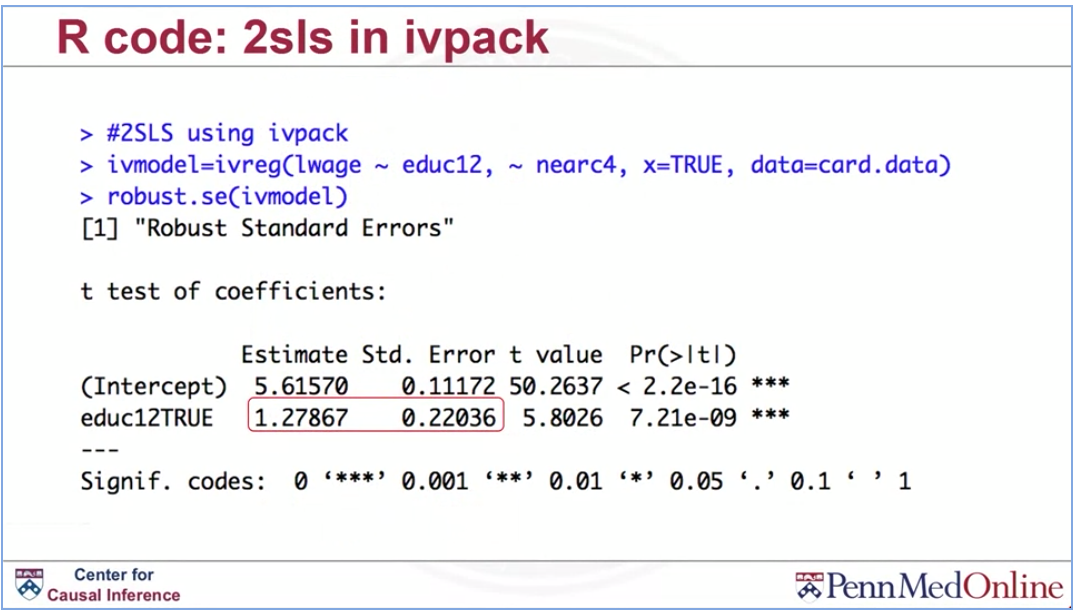 R code: 2sls in ivpack
> #2SLS using ivpack
> ivmodel=ivreg(lwage ~ educ12, ~ nearc4, x=TRUE, data=card.data)
> robust.se(ivmodel)
[1] "Robust Standard Errors"
t test of coefficients:
Estimate Std. Error t value Pr(>|t|)
(Intercept) 5.61570 0.11172 50.2637 < 2.2e-16 ***
educ12TRUE 1.27867 0.22036 5.8026 7.21e-09 ***
---
Signif. codes: 0 ‘***’ 0.001 ‘**’ 0.01 ‘*’ 0.05 ‘.’ 0.1 ‘ ’ 1
Center for
Causal Inference
PennMedOnline